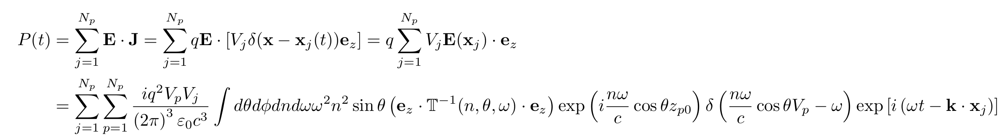 P(t) = \sum_{j=1}^{N_p} \mathbf{E} \cdot \mathbf{J} = \sum_{j=1}^{N_p} q\mathbf{E} \cdot [V_j \delta(\mathbf{x} - \mathbf{x}_j(t))\mathbf{e}_z] = q \sum_{j=1}^{N_p} V_j \mathbf{E}(\mathbf{x}_j) \cdot \mathbf{e}_z
= \sum_{j=1}^{N_p} \sum_{p=1}^{N_p} \frac{iq^2 V_p V_j}{(2\pi)^3 \varepsilon_0 c^3} \int d\theta d\phi dn d\omega \omega^2 n^2 \sin\theta \left(\mathbf{e}_z \cdot \mathbb{T}^{-1}(n, \theta, \omega) \cdot \mathbf{e}_z\right) \exp\left(i\frac{n\omega}{c} \cos\theta z_{p0}\right) \delta\left(\frac{n\omega}{c} \cos\theta V_p - \omega\right) \exp\left[i\left(\omega t - \mathbf{k} \cdot \mathbf{x}_j\right)\right]